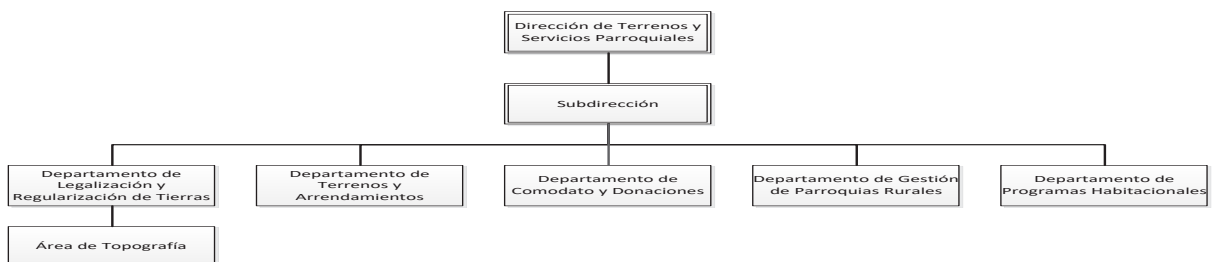 Dirección de Terrenos y
Servicios Parroquiales
Subdirección
Departamento de
Legalización y
Regularización de Tierras
Departamento de
Terrenos y
Arrendamientos
Departamento de
Comodato y Donaciones
Departamento de Gestión
de Parroquias Rurales
Departamento de
Programas Habitacionales
Área de Topografía